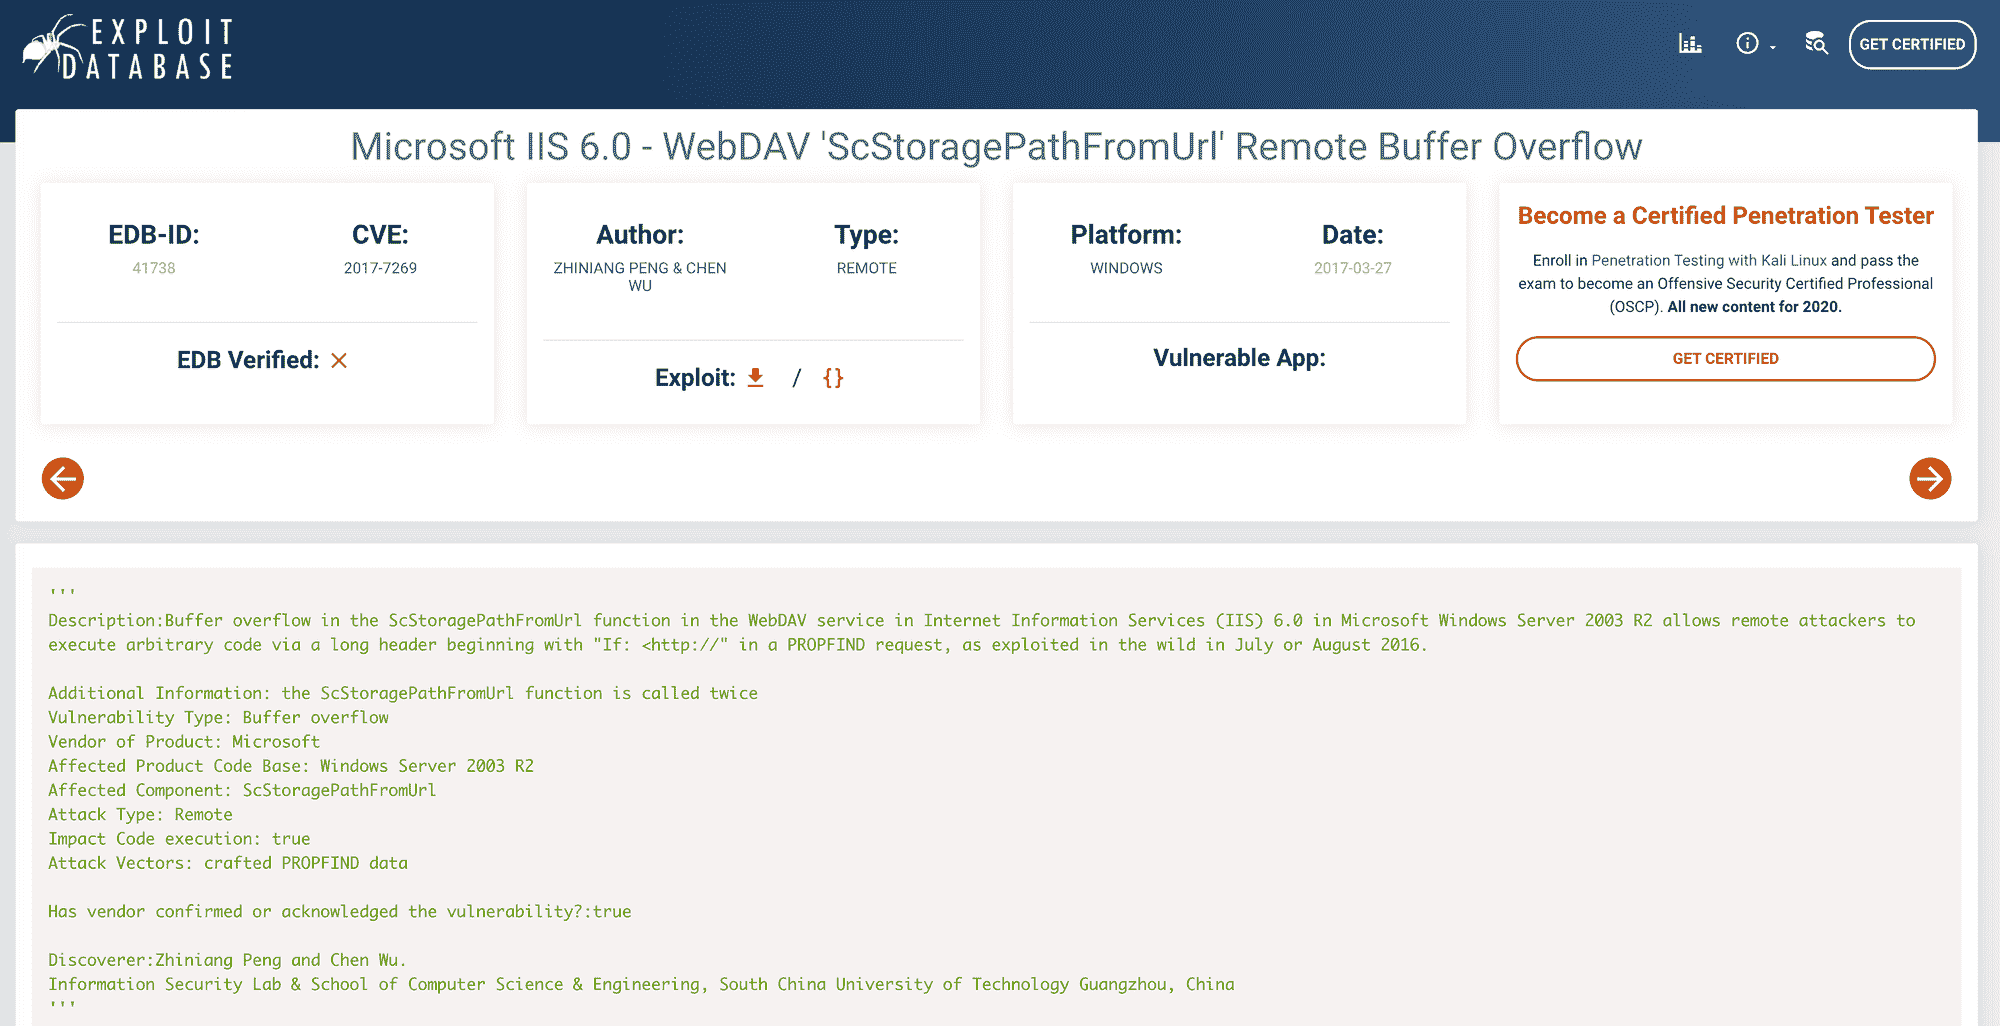 EXPLOIT
DATABASE
GET CERTIFIED
Microsoft IIS 6.0 - WebDAV 'ScStoragePathFromUrl' Remote Buffer Overflow
EDB-ID:
41738
CVE:
2017-7269
EDB Verified:
Author:
ZHINIANG PENG & CHEN
WU
Type:
REMOTE
Exploit: / {}
Platform:
WINDOWS
Date:
2017-03-27
Vulnerable App:
Become a Certified Penetration Tester
Enroll in Penetration Testing with Kali Linux and pass the
exam to become an Offensive Security Certified Professional
(OSCP). All new content for 2020.
GET CERTIFIED
'''
Description:Buffer overflow in the ScStoragePathFromUrl function in the WebDAV service in Internet Information Services (IIS) 6.0 in Microsoft Windows Server 2003 R2 allows remote attackers to
execute arbitrary code via a long header beginning with "If: <http://" in a PROPFIND request, as exploited in the wild in July or August 2016.
Additional Information: the ScStoragePathFromUrl function is called twice
Vulnerability Type: Buffer overflow
Vendor of Product: Microsoft
Affected Product Code Base: Windows Server 2003 R2
Affected Component: ScStoragePathFromUrl
Attack Type: Remote
Impact Code execution: true
Attack Vectors: crafted PROPFIND data
Has vendor confirmed or acknowledged the vulnerability?:true
Discoverer:Zhiniang Peng and Chen Wu.
Information Security Lab & School of Computer Science & Engineering, South China University of Technology Guangzhou, China
'''